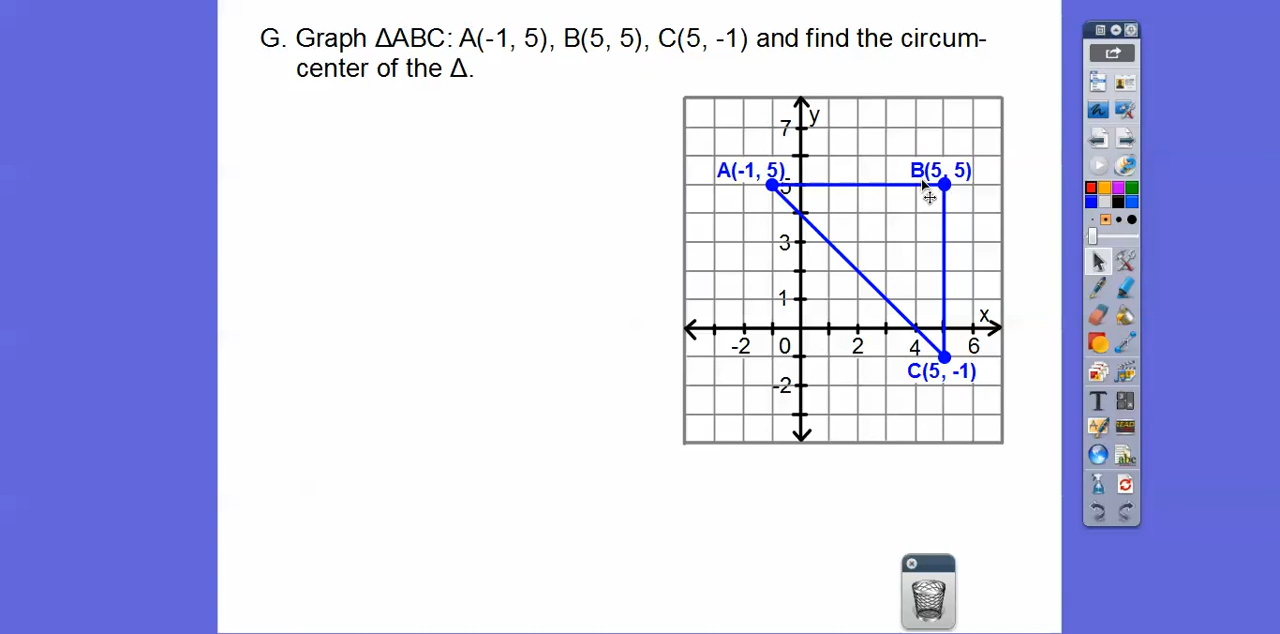 G. Graph ΔABC: A(-1, 5), B(5, 5), C(5, -1) and find the circum-
center of the Δ.
y
7
A(-1, 5)
B(5, 5)
5
3
1
x
-2
0
2
4
6
C(5, -1)
-2